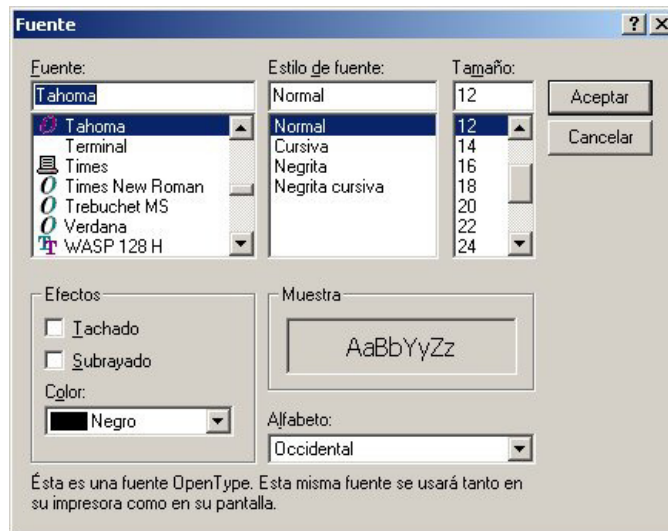 Fuente
Fuente:
Tahoma
Tahoma
Terminal
Times
Times New Roman
Trebuchet MS
Verdana
WASP 128 H
Estilo de fuente:
Normal
Normal
Cursiva
Negrita
Negrita cursiva
Tamaño:
12
12
14
16
18
20
22
24
Aceptar
Cancelar
Efectos
Tachado
Subrayado
Color:
Negro
Muestra
AaBbYyZz
Alfabeto:
Occidental
Ésta es una fuente OpenType. Esta misma fuente se usará tanto en
su impresora como en su pantalla.